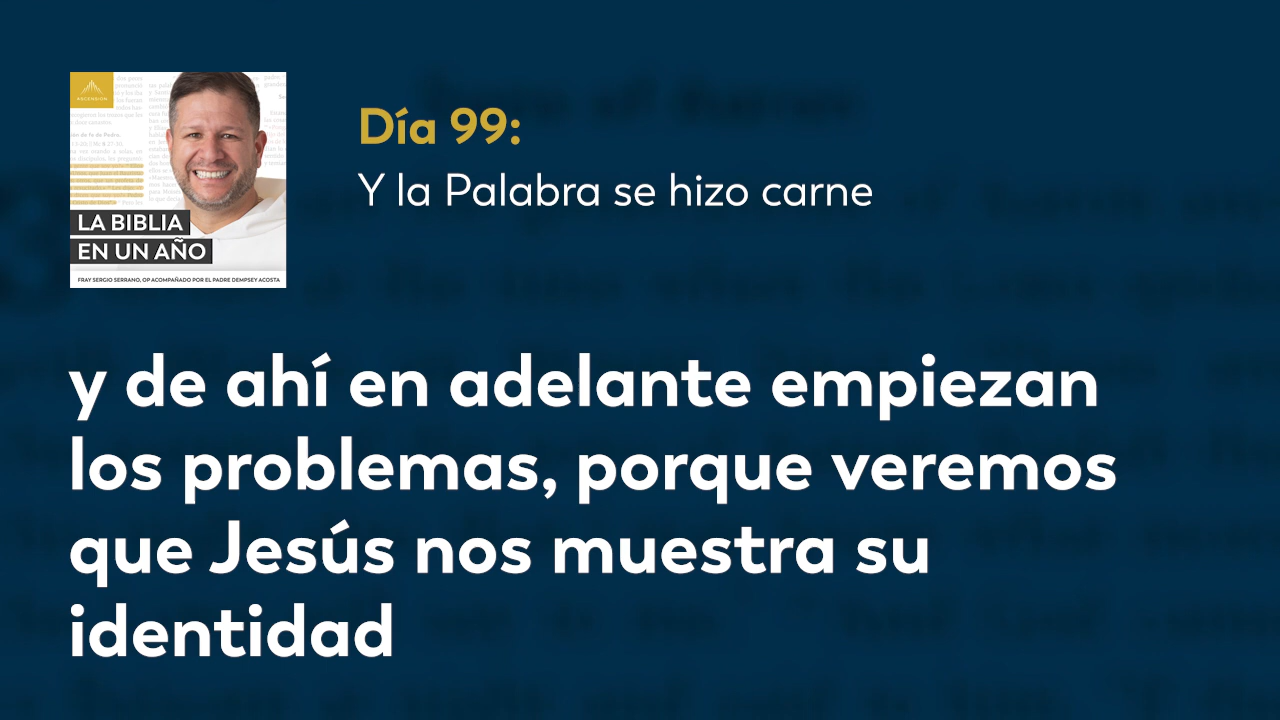 ASCENSION
LA BIBLIA
EN UN AÑO
FRAY SERGIO SERRANO, OP ACOMPAÑADO POR EL PADRE DEMPSEY ACOSTA
Día 99:
Y la Palabra se hizo carne
y de ahí en adelante empiezan
los problemas, porque veremos
que Jesús nos muestra su
identidad